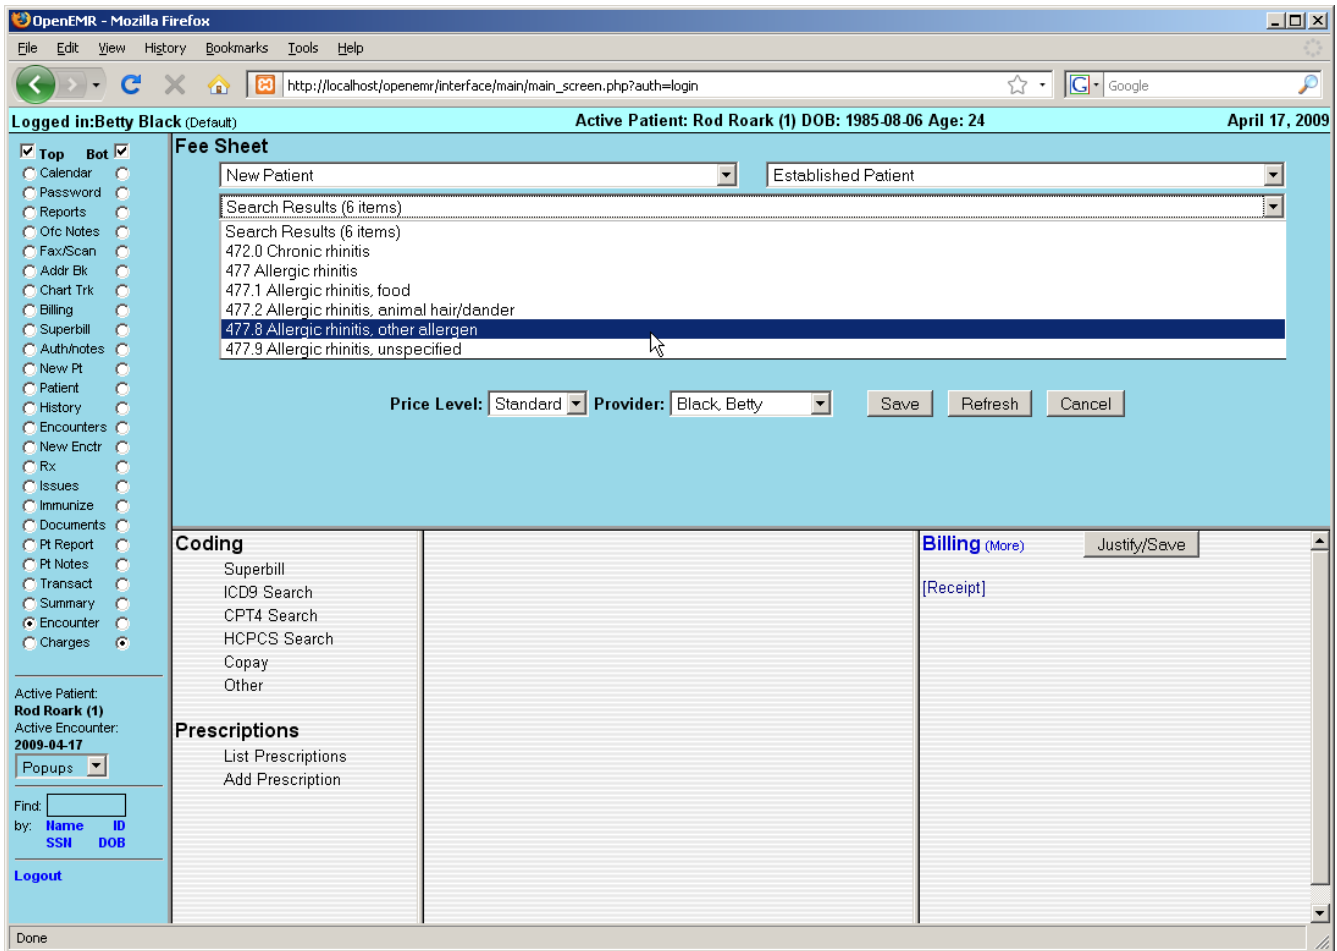 OpenEMR - Mozilla Firefox
File Edit View History Bookmarks Tools Help
http://localhost/openemr/interface/main/main_screen.php?auth=login
G Google
Logged in:Betty Black (Default) Active Patient: Rod Roark (1) DOB: 1985-08-06 Age: 24 April 17, 2009
Top Bot
Calendar
Password
Reports
Ofc Notes
Fax/Scan
Addr Bk
Chart Trk
Billing
Superbill
Auth/notes
New Pt
Patient
History
Encounters
New Enctr
Rx
Issues
Immunize
Documents
Pt Report
Pt Notes
Transact
Summary
Encounter
Charges
Active Patient:
Rod Roark (1)
Active Encounter:
2009-04-17
Popups
Find:
by: Name ID
SSN DOB
Logout
Fee Sheet
New Patient Established Patient
Search Results (6 items)
Search Results (6 items)
472.0 Chronic rhinitis
477 Allergic rhinitis
477.1 Allergic rhinitis, food
477.2 Allergic rhinitis, animal hair/dander
477.8 Allergic rhinitis, other allergen
477.9 Allergic rhinitis, unspecified
Price Level: Standard Provider: Black, Betty Save Refresh Cancel
Coding
Superbill
ICD9 Search
CPT4 Search
HCPCS Search
Copay
Other
Prescriptions
List Prescriptions
Add Prescription
Billing (More) Justify/Save
[Receipt]
Done